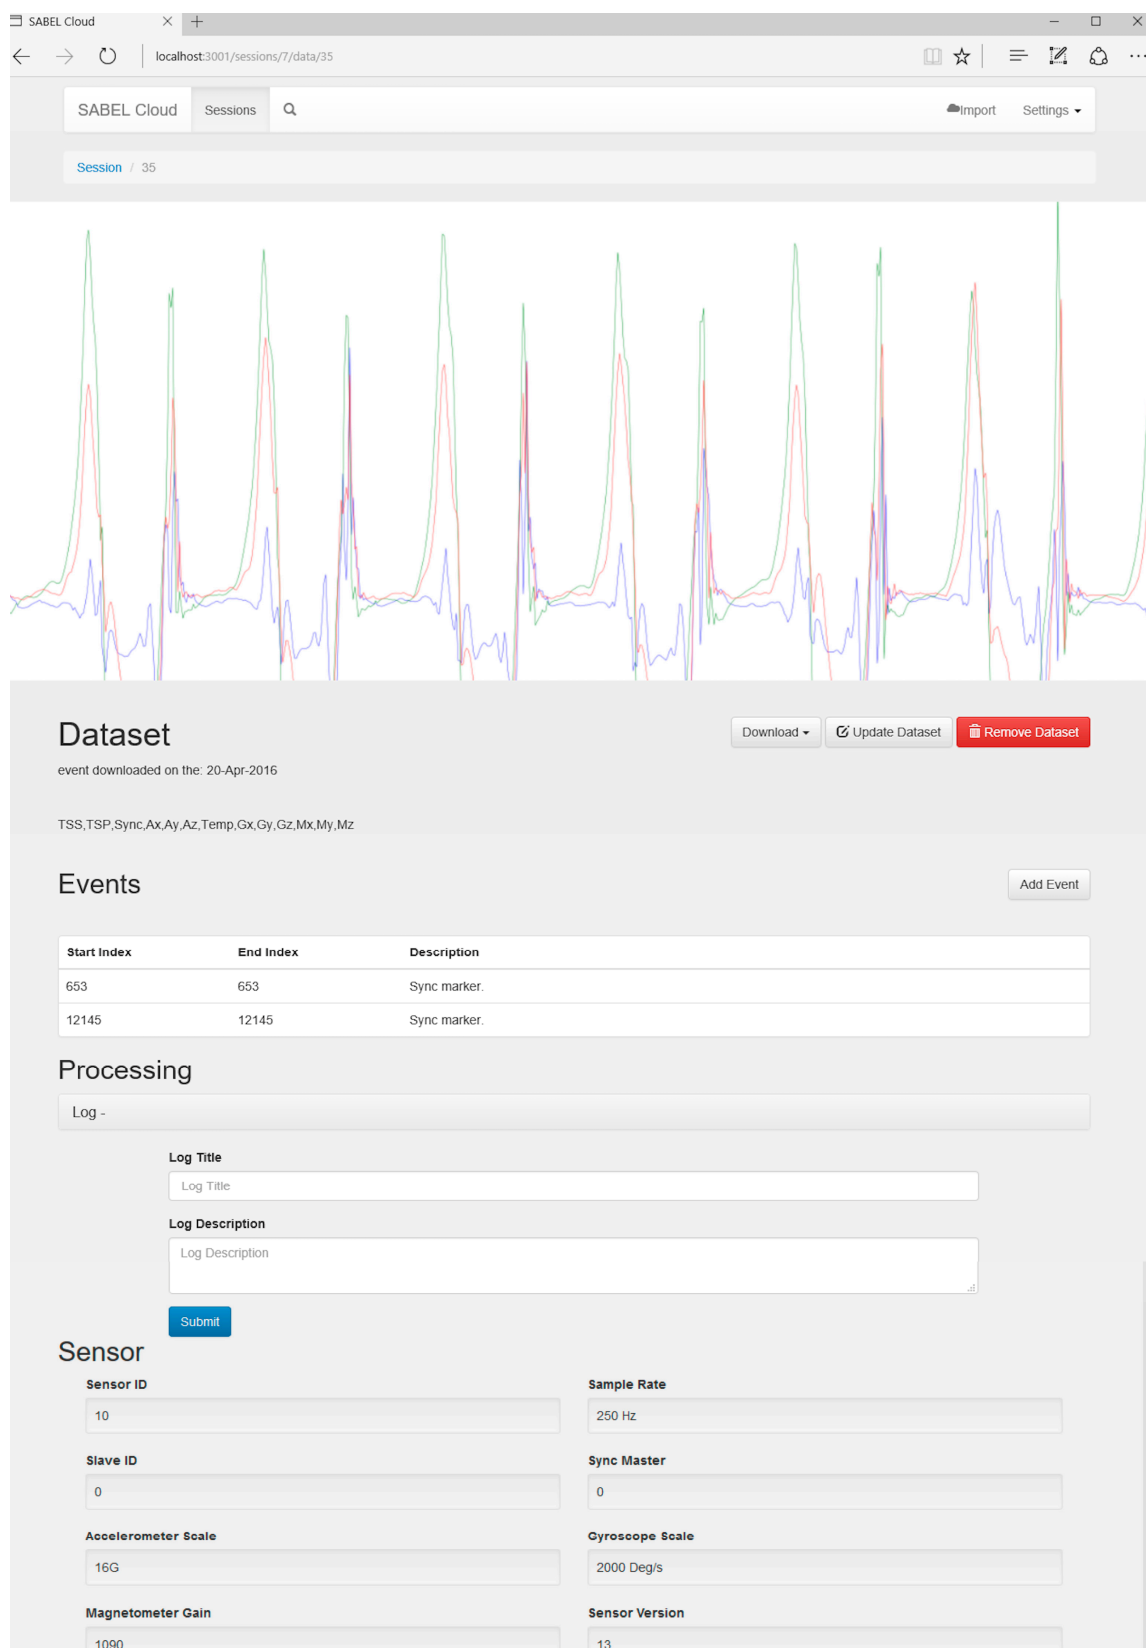 SABEL Cloud
localhost:3001/sessions/7/data/35
SABEL Cloud Sessions Import Settings
Session / 35
Dataset Download Update Dataset Remove Dataset
event downloaded on the: 20-Apr-2016
TSS,TSP,Sync,Ax,Ay,Az,Temp,Gx,Gy,Gz,Mx,My,Mz
Events Add Event
Start Index End Index Description
653 653 Sync marker.
12145 12145 Sync marker.
Processing
Log -
Log Title
Log Title
Log Description
Log Description
Submit
Sensor
Sensor ID Sample Rate
10 250 Hz
Slave ID Sync Master
0 0
Accelerometer Scale Gyroscope Scale
16G 2000 Deg/s
Magnetometer Gain Sensor Version
1090 13